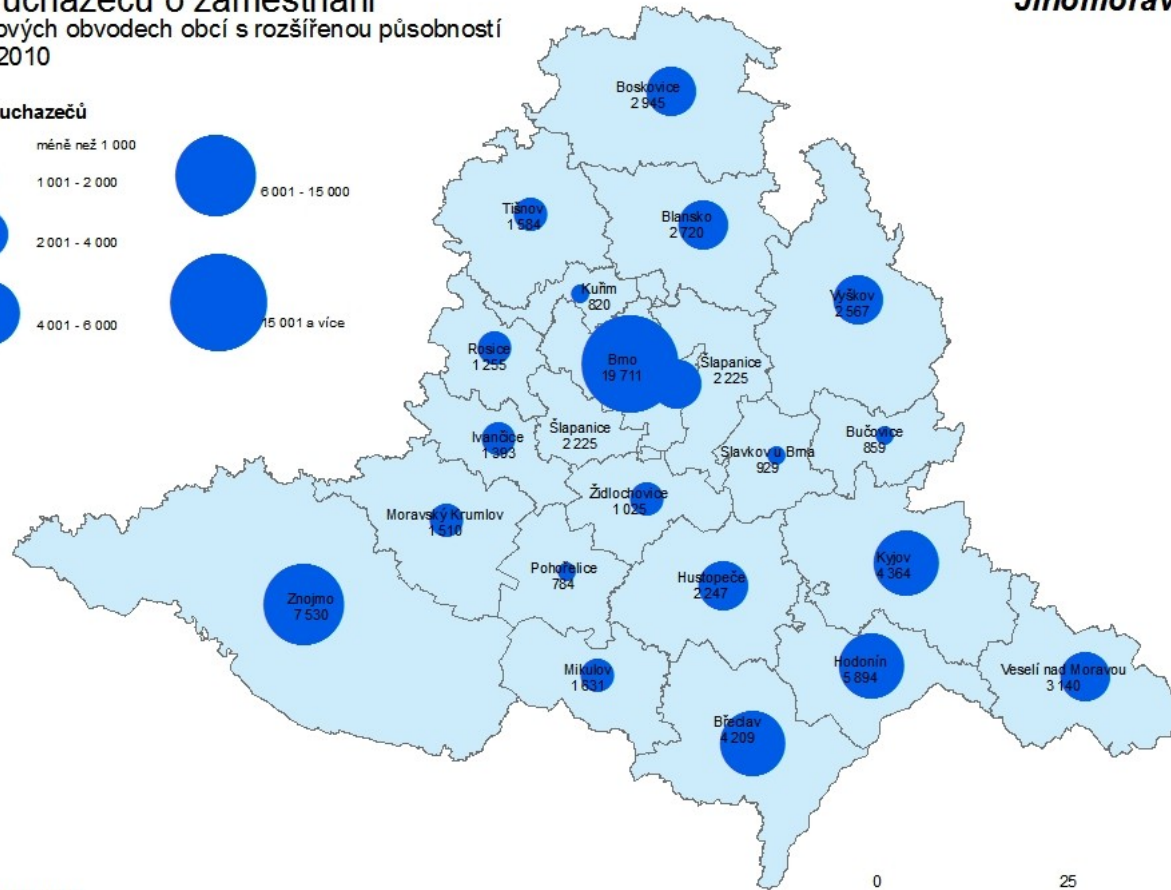 uchazečů o zaměstnání
ových obvodech obcí s rozšířenou působností
2010
Jihomorav
uchazečů
méně než 1 000
1 001 - 2 000
2 001 - 4 000
4 001 - 6 000
6 001 - 15 000
15 001 a více
Boskovice
2 945
Tišnov
1 584
Blansko
2 720
Kuřim
820
Vyškov
2 567
Rosice
1 255
Brno
19 711
Šlapanice
2 225
Ivančice
1 393
Šlapanice
2 225
Slavkov u Brna
929
Bučovice
859
Židlochovice
1 025
Moravský Krumlov
1 510
Pohořelice
784
Hustopeče
2 247
Kyjov
4 364
Znojmo
7 530
Mikulov
1 631
Hodonín
5 894
Veselí nad Moravou
3 140
Břeclav
4 209
0 25